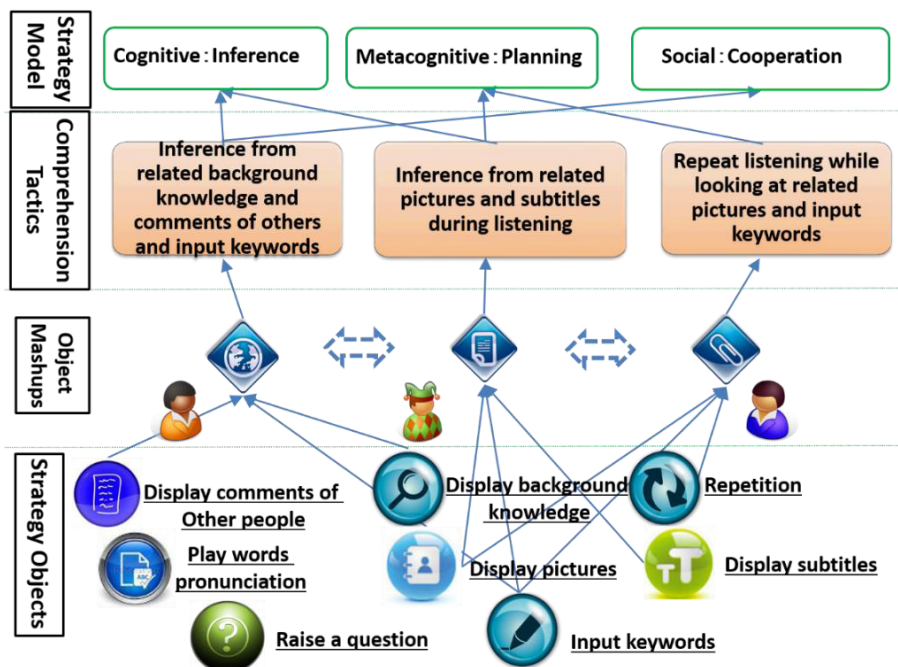 Strategy
Model
Cognitive：Inference
Metacognitive：Planning
Social：Cooperation
Comprehension
Tactics
Inference from
related background
knowledge and
comments of others
and input keywords
Inference from related
pictures and subtitles
during listening
Repeat listening while
looking at related
pictures and input
keywords
Object
Mashups
Strategy Objects
Display comments of
Other people
Display background
knowledge
Repetition
Play words
pronunciation
ABC
Display pictures
TT
Display subtitles
?
Raise a question
Input keywords